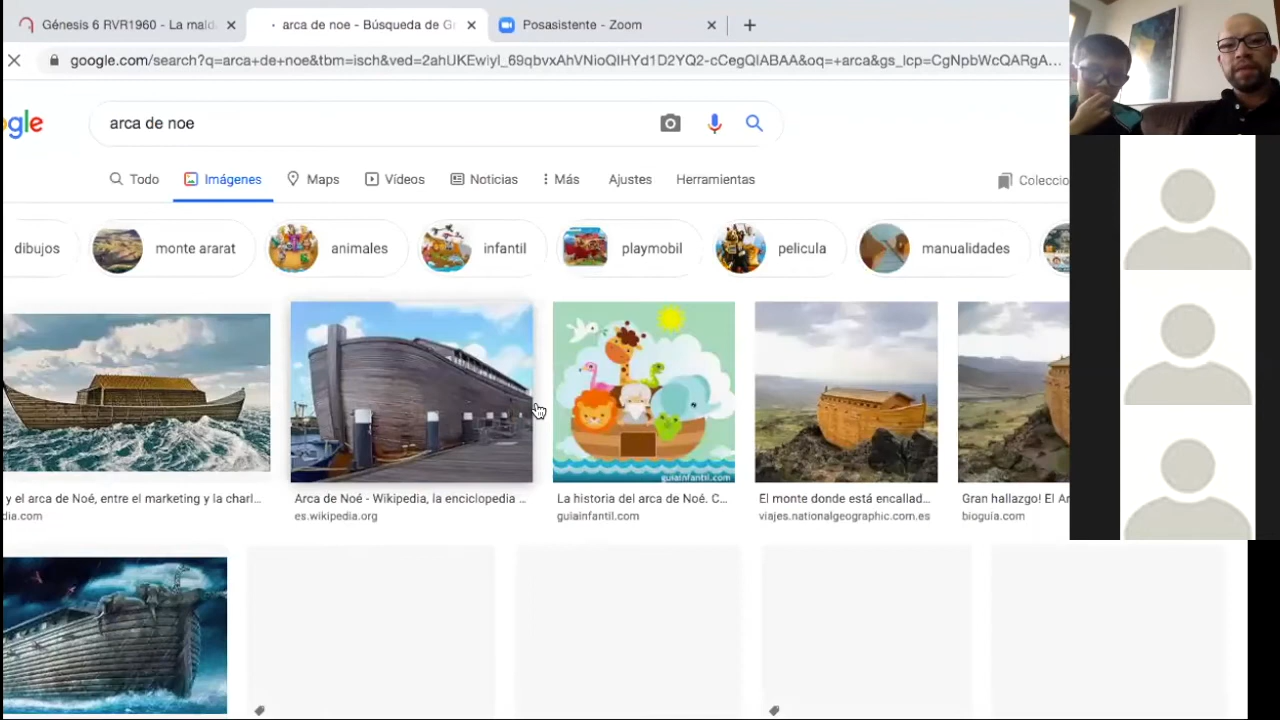 Génesis 6 RVR1960 - La mald
arca de noe - Búsqueda de G
Posasistente - Zoom
google.com/search?q=arca+de+noe&tbm=isch&ved=2ahUKEwiyl_69qbvxAhVNioQIHYd1D2YQ2-cCegQIABAA&oq=+arca&gs_lcp=CgNpbWcQARgA...
gle
arca de noe
Todo Imágenes Maps Vídeos Noticias Más Ajustes Herramientas Coleccio
dibujos monte ararat animales infantil playmobil pelicula manualidades
guiainfantil.com
y el arca de Noé, entre el marketing y la charl...
dia.com
Arca de Noé - Wikipedia, la enciclopedia ...
es.wikipedia.org
La historia del arca de Noé. C...
guiainfantil.com
El monte donde está encallad...
viajes.nationalgeographic.com.es
Gran hallazgo! El Ar
bioguia.com